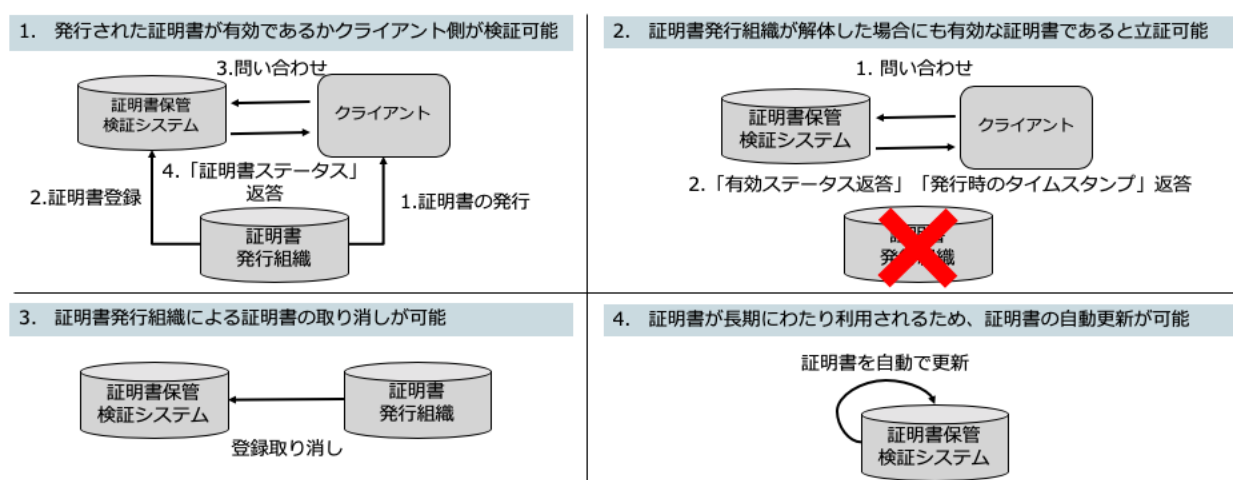 1. 発行された証明書が有効であるかクライアント側が検証可能
3.問い合わせ
証明書保管
検証システム
クライアント
4.「証明書ステータス」
返答
2.証明書登録
1.証明書の発行
証明書
発行組織
2. 証明書発行組織が解体した場合にも有効な証明書であると立証可能
1. 問い合わせ
証明書保管
検証システム
クライアント
2.「有効ステータス返答」「発行時のタイムスタンプ」返答
証明書
発行組織
3. 証明書発行組織による証明書の取り消しが可能
証明書保管
検証システム
証明書
発行組織
登録取り消し
4. 証明書が長期にわたり利用されるため、証明書の自動更新が可能
証明書を自動で更新
証明書保管
検証システム